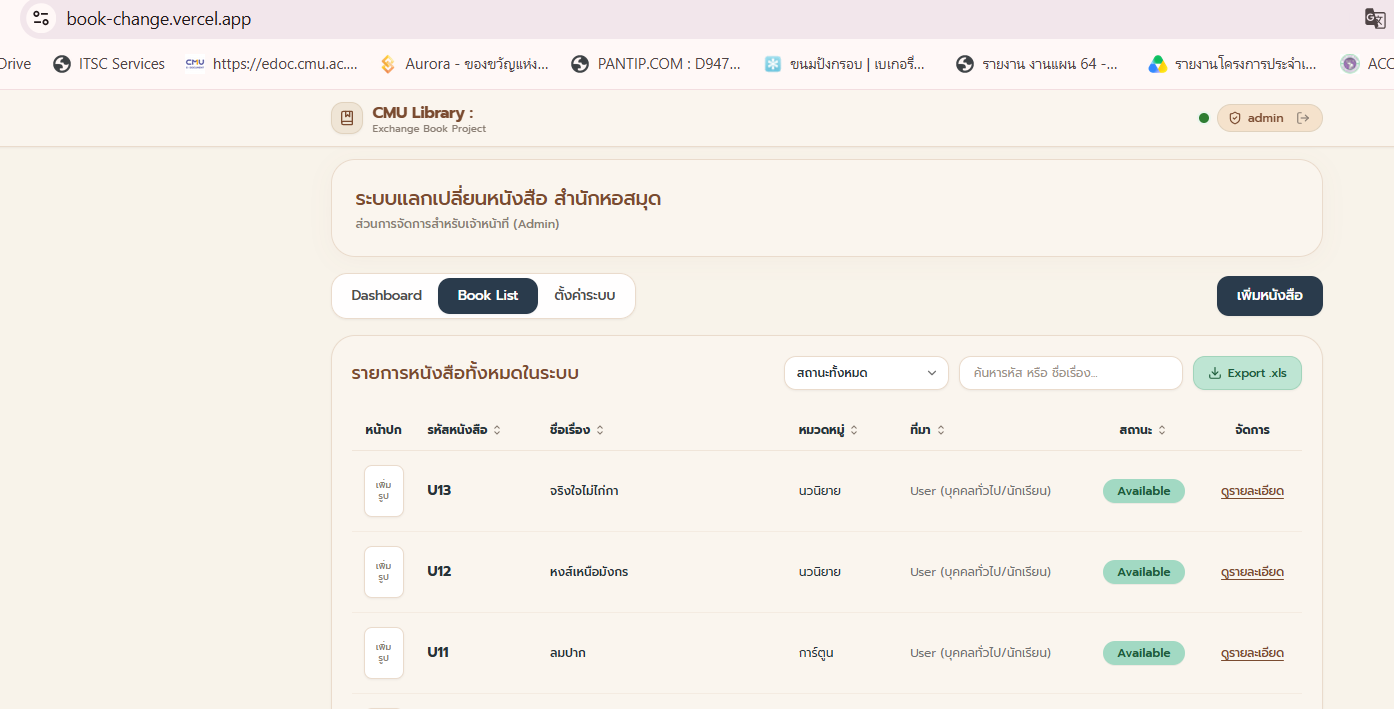 book-change.vercel.app
Drive ITSC Services CMU https://edoc.cmu.ac.... Aurora - ของขวัญแห่ง... PANTIP.COM : D947... ขนมปังกรอบ | เบเกอรี่... รายงาน งานแผน 64 -... รายงานโครงการประจำเ... ACC
CMU Library :
Exchange Book Project
admin
ระบบแลกเปลี่ยนหนังสือ สำนักหอสมุด
ส่วนการจัดการสำหรับเจ้าหน้าที่ (Admin)
Dashboard Book List ตั้งค่าระบบ เพิ่มหนังสือ
รายการหนังสือทั้งหมดในระบบ สถานะทั้งหมด ค้นหารหัส หรือ ชื่อเรื่อง... Export .xls
หน้าปก รหัสหนังสือ ชื่อเรื่อง หมวดหมู่ ที่มา สถานะ จัดการ
เพิ่ม
รูป
U13 จริงใจไม่ไก่กา นวนิยาย User (บุคคลทั่วไป/นักเรียน) Available ดูรายละเอียด
เพิ่ม
รูป
U12 หงส์เหนือมังกร นวนิยาย User (บุคคลทั่วไป/นักเรียน) Available ดูรายละเอียด
เพิ่ม
รูป
U11 ลมปาก การ์ตูน User (บุคคลทั่วไป/นักเรียน) Available ดูรายละเอียด